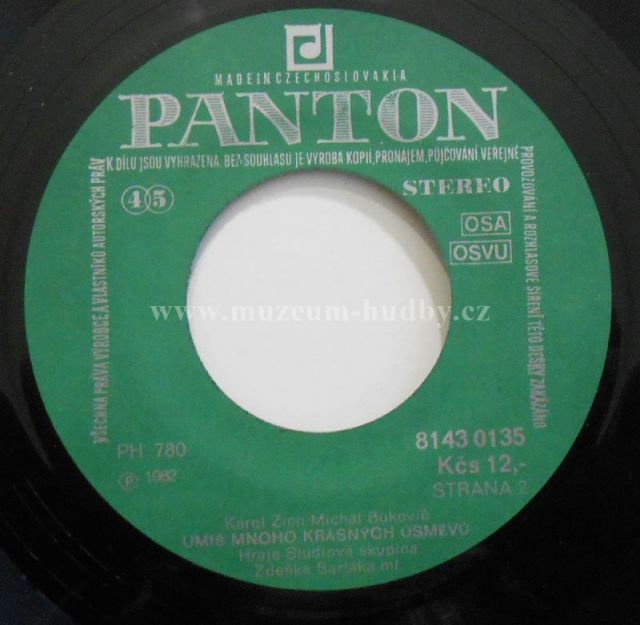 MADE IN CZECHOSLOVAKIA
PANTON
VŠECHNA PRÁVA VÝROBCE A VLASTNÍKŮ AUTORSKÝCH PRÁV
K DÍLU JSOU VYHRAZENA. BEZ SOUHLASU JE VÝROBA KOPIÍ, PRONÁJEM, PŮJČOVÁNÍ, VEŘEJNÉ
PROVOZOVÁNÍ A ROZHLASOVÉ ŠÍŘENÍ TÉTO DESKY ZAKÁZÁNO
45
STEREO
OSA
OSVU
www.muzeum-hudby.cz
PH 780
8143 0135
Ⓟ 1982
Kčs 12,-
STRANA 2
Karel Zich-Michal Bukovič
UMÍŠ MNOHO KRÁSNÝCH ÚSMĚVŮ
Hraje Studiová skupina
Zdeňka Bartáka ml.